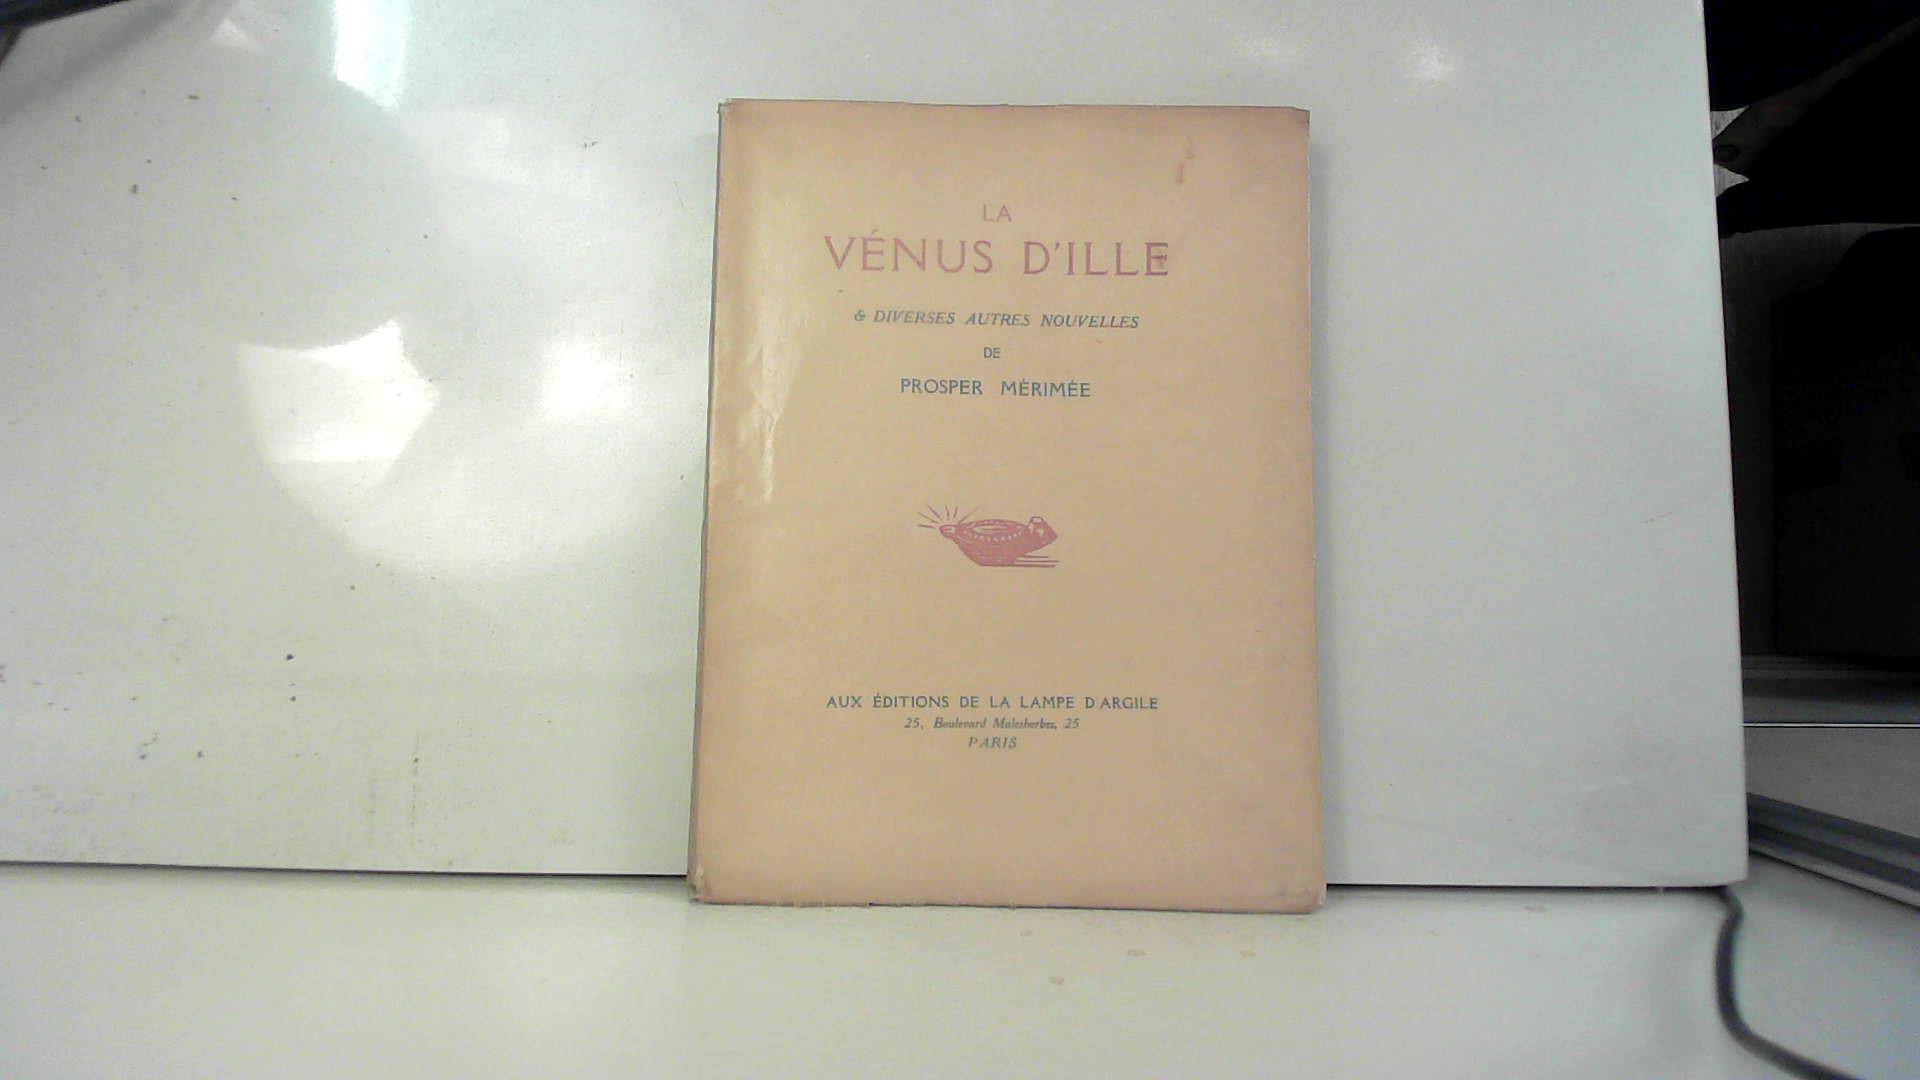 LA
VÉNUS D'ILLE
& DIVERSES AUTRES NOUVELLES
DE
PROSPER MÉRIMÉE
AUX ÉDITIONS DE LA LAMPE D'ARGILE
25, Boulevard Malesherbes, 25
PARIS